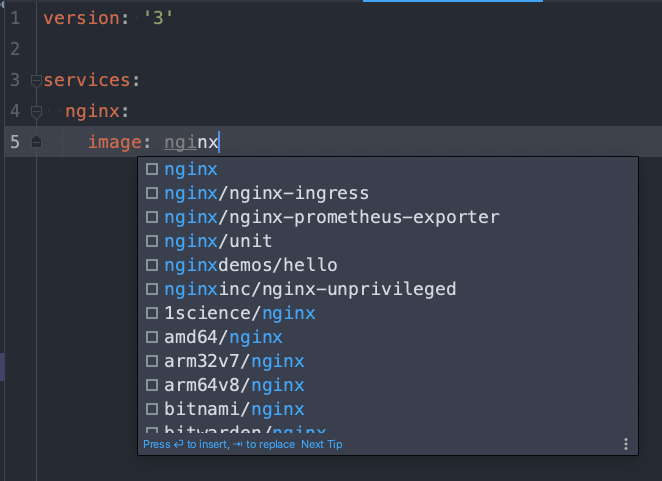 1 version: '3'
2
3 services:
4 nginx:
5 image: nginx
nginx
nginx/nginx-ingress
nginx/nginx-prometheus-exporter
nginx/unit
nginxdemos/hello
nginxinc/nginx-unprivileged
1science/nginx
amd64/nginx
arm32v7/nginx
arm64v8/nginx
bitnami/nginx
bitwarden/nginx
Press ⏎ to insert, ⇥ to replace Next Tip